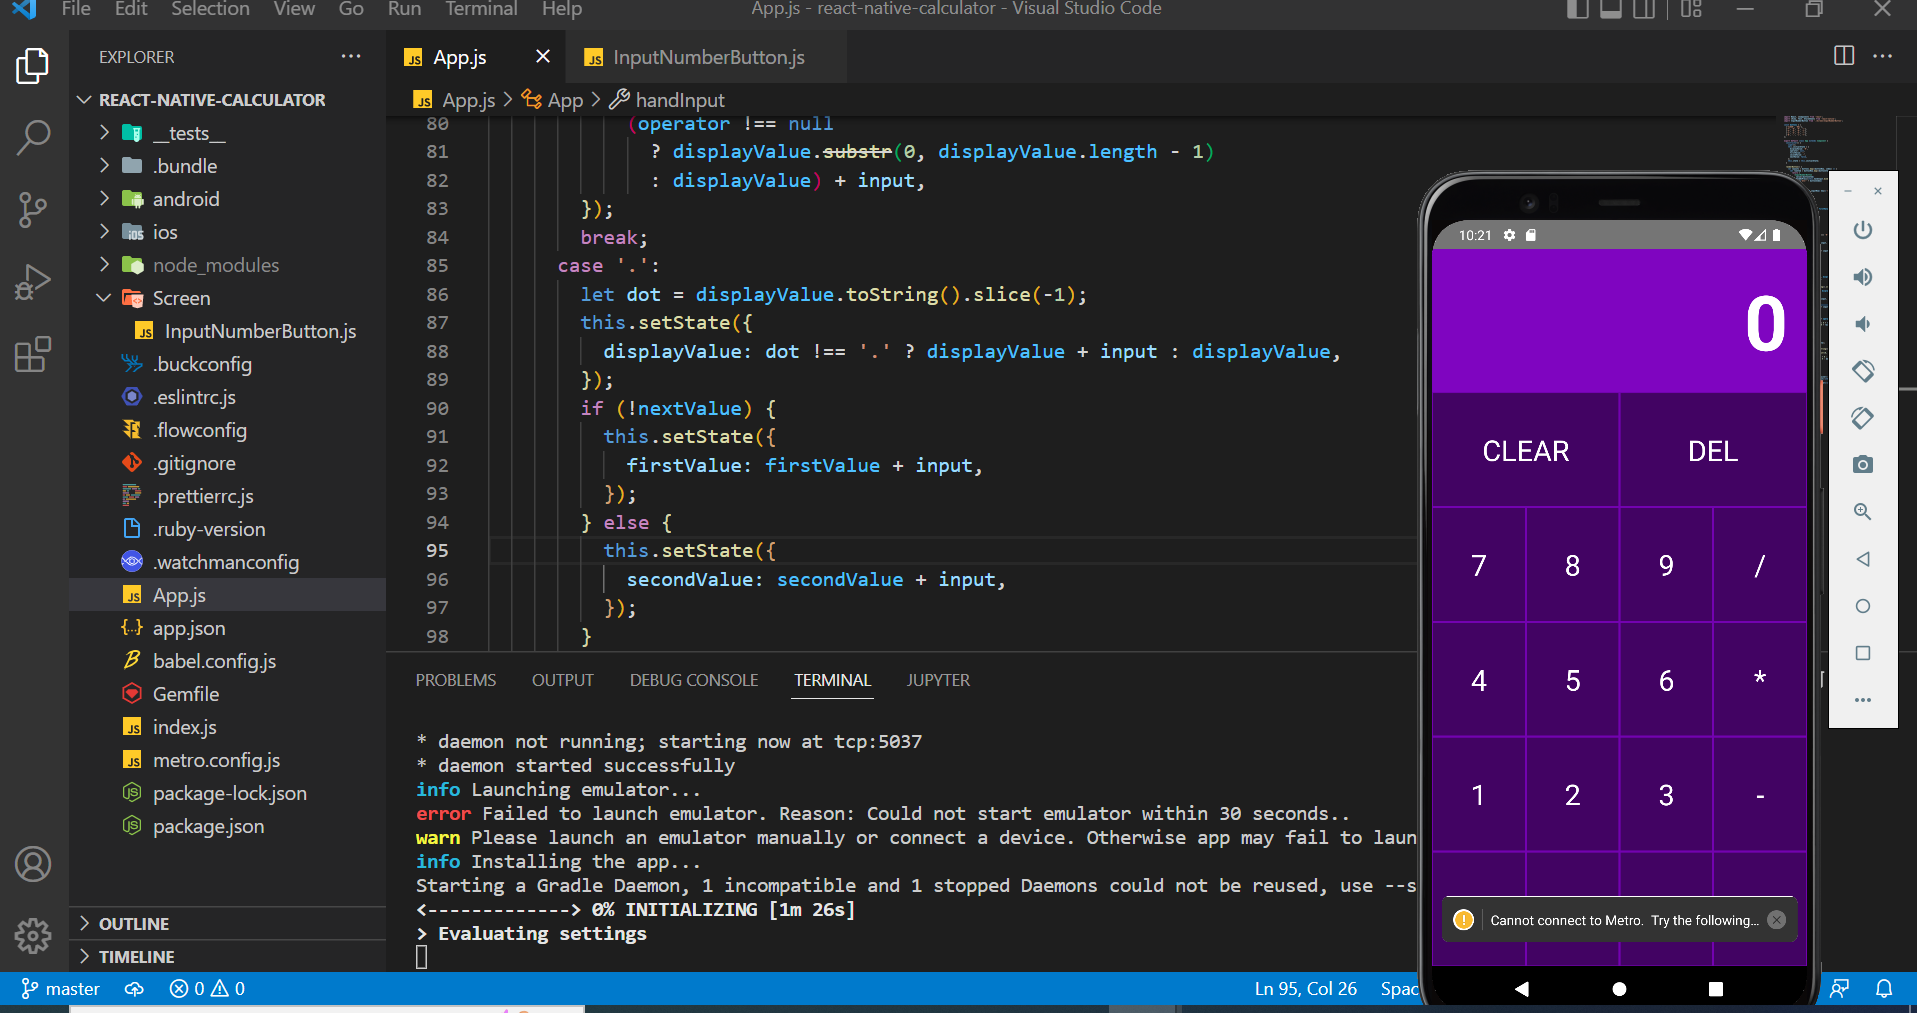 File Edit Selection View Go Run Terminal Help
App.js - react-native-calculator - Visual Studio Code
EXPLORER
REACT-NATIVE-CALCULATOR
__tests__
.bundle
android
ios
node_modules
Screen
InputNumberButton.js
.buckconfig
.eslintrc.js
.flowconfig
.gitignore
.prettierrc.js
.ruby-version
.watchmanconfig
App.js
app.json
babel.config.js
Gemfile
index.js
metro.config.js
package-lock.json
package.json
OUTLINE
TIMELINE
App.js InputNumberButton.js
App.js > App > handInput
80 (operator !== null
81 ? displayValue.substr(0, displayValue.length - 1)
82 : displayValue) + input,
83 });
84 break;
85 case '.':
86 let dot = displayValue.toString().slice(-1);
87 this.setState({
88 displayValue: dot !== '.' ? displayValue + input : displayValue,
89 });
90 if (!nextValue) {
91 this.setState({
92 firstValue: firstValue + input,
93 });
94 } else {
95 this.setState({
96 secondValue: secondValue + input,
97 });
98 }
PROBLEMS OUTPUT DEBUG CONSOLE TERMINAL JUPYTER
* daemon not running; starting now at tcp:5037
* daemon started successfully
info Launching emulator...
error Failed to launch emulator. Reason: Could not start emulator within 30 seconds..
warn Please launch an emulator manually or connect a device. Otherwise app may fail to laun
info Installing the app...
Starting a Gradle Daemon, 1 incompatible and 1 stopped Daemons could not be reused, use --s
<-------------> 0% INITIALIZING [1m 26s]
> Evaluating settings
master 0 0
Ln 95, Col 26 Spac
10:21
0
CLEAR DEL
7 8 9 /
4 5 6 *
1 2 3 -
Cannot connect to Metro. Try the following...